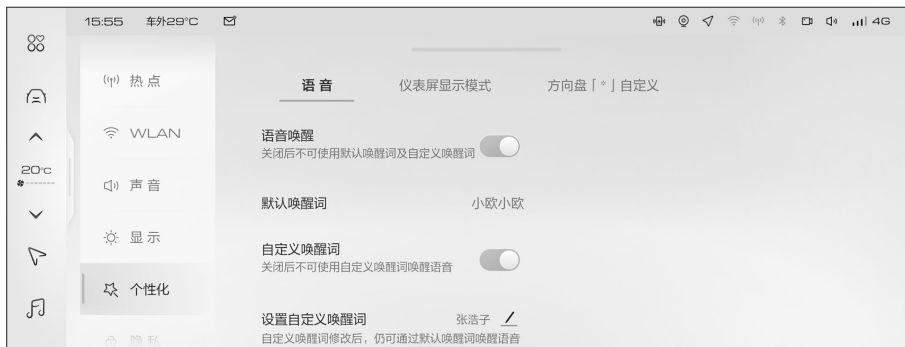 15:55 车外29°C 4G
20°C
热点
WLAN
声音
显示
个性化
隐私
语音 仪表屏显示模式 方向盘「*」自定义
语音唤醒
关闭后不可使用默认唤醒词及自定义唤醒词
默认唤醒词 小欧小欧
自定义唤醒词
关闭后不可使用自定义唤醒词唤醒语音
设置自定义唤醒词 张浩子
自定义唤醒词修改后，仍可通过默认唤醒词唤醒语音